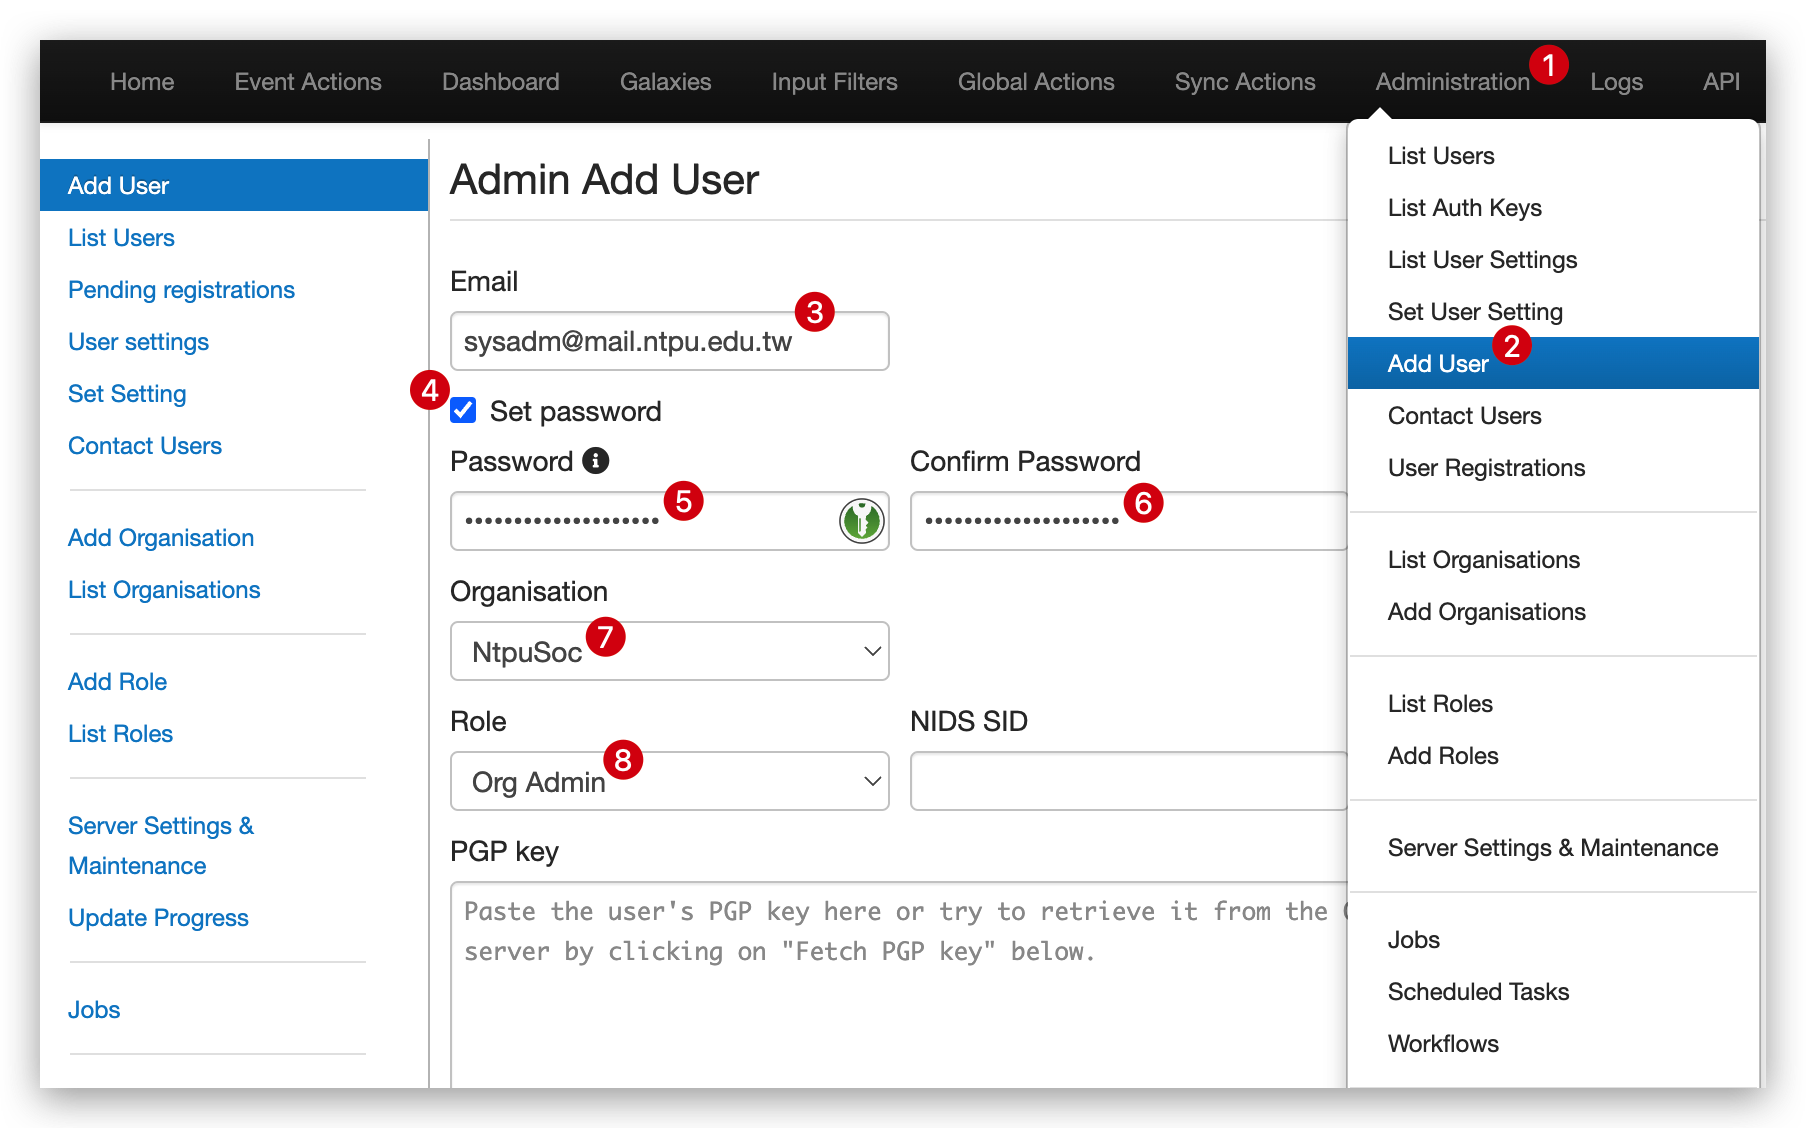 Home Event Actions Dashboard Galaxies Input Filters Global Actions Sync Actions Administration 1 Logs API
Add User
List Users
Pending registrations
User settings
Set Setting
Contact Users
Add Organisation
List Organisations
Add Role
List Roles
Server Settings &
Maintenance
Update Progress
Jobs
Admin Add User
Email
sysadm@mail.ntpu.edu.tw 3
4 Set password
Password Confirm Password
5 6
Organisation
NtpuSoc 7
Role NIDS SID
Org Admin 8
PGP key
Paste the user's PGP key here or try to retrieve it from the
server by clicking on "Fetch PGP key" below.
List Users
List Auth Keys
List User Settings
Set User Setting
Add User 2
Contact Users
User Registrations
List Organisations
Add Organisations
List Roles
Add Roles
Server Settings & Maintenance
Jobs
Scheduled Tasks
Workflows